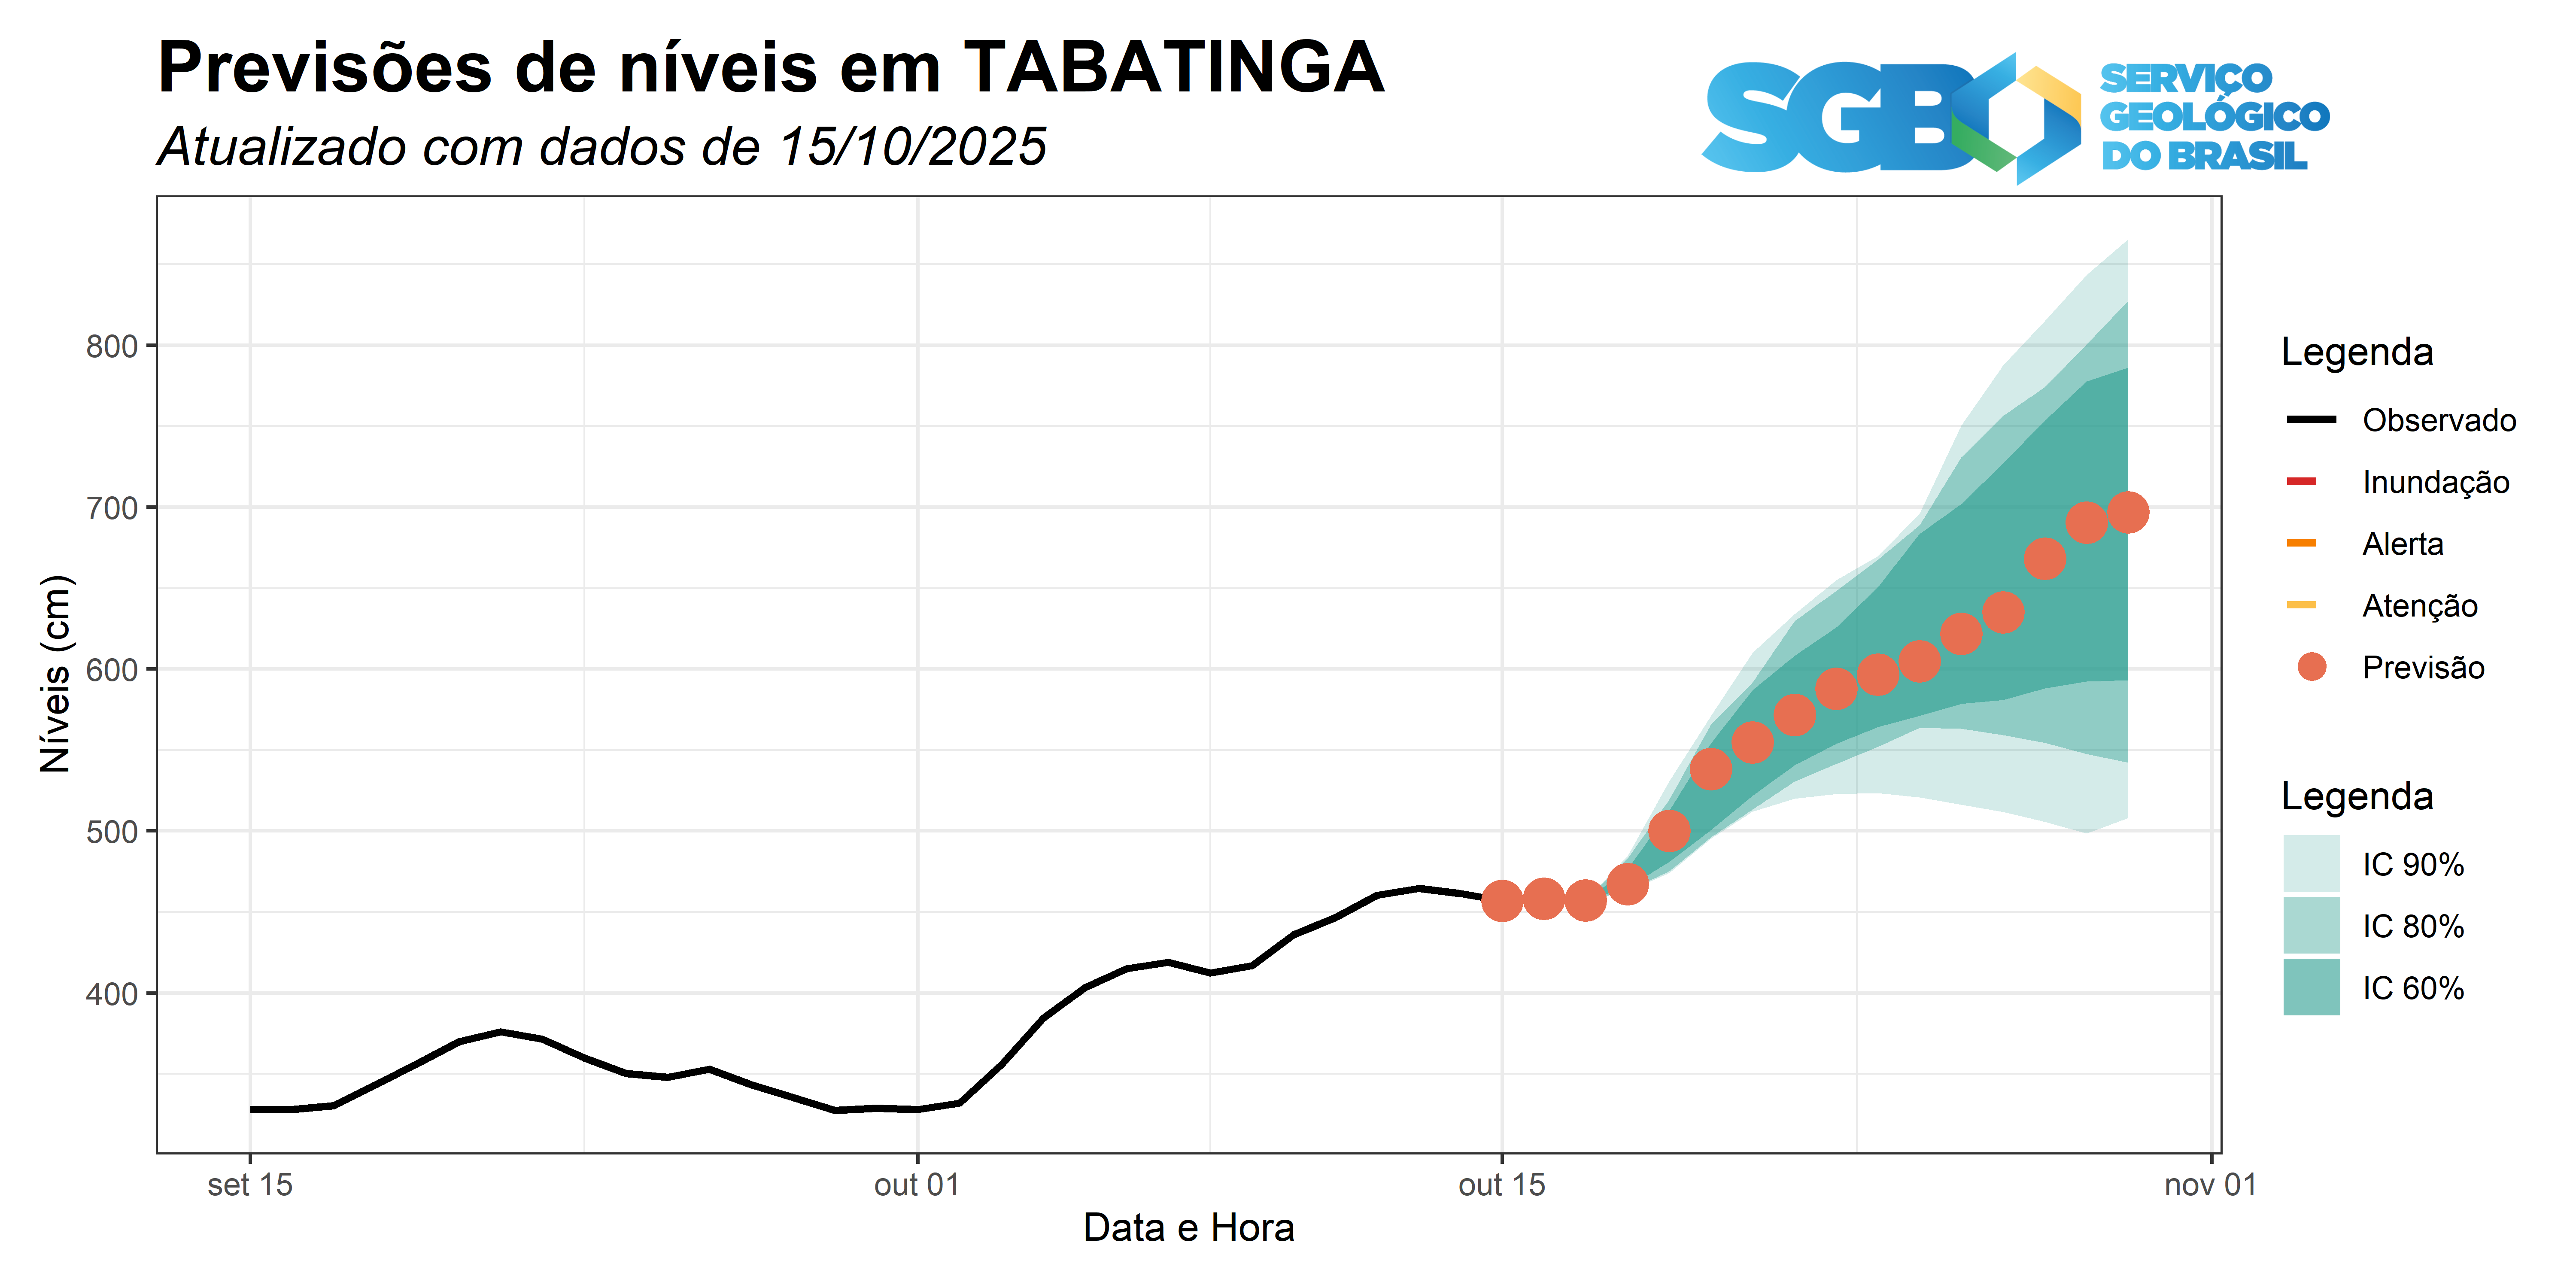 Previsões de níveis em TABATINGA
Atualizado com dados de 15/10/2025
SGB
SERVIÇO
GEOLÓGICO
DO BRASIL
Níveis (cm)
800
700
600
500
400
set 15
out 01
out 15
nov 01
Data e Hora
Legenda
Observado
Inundação
Alerta
Atenção
Previsão
Legenda
IC 90%
IC 80%
IC 60%